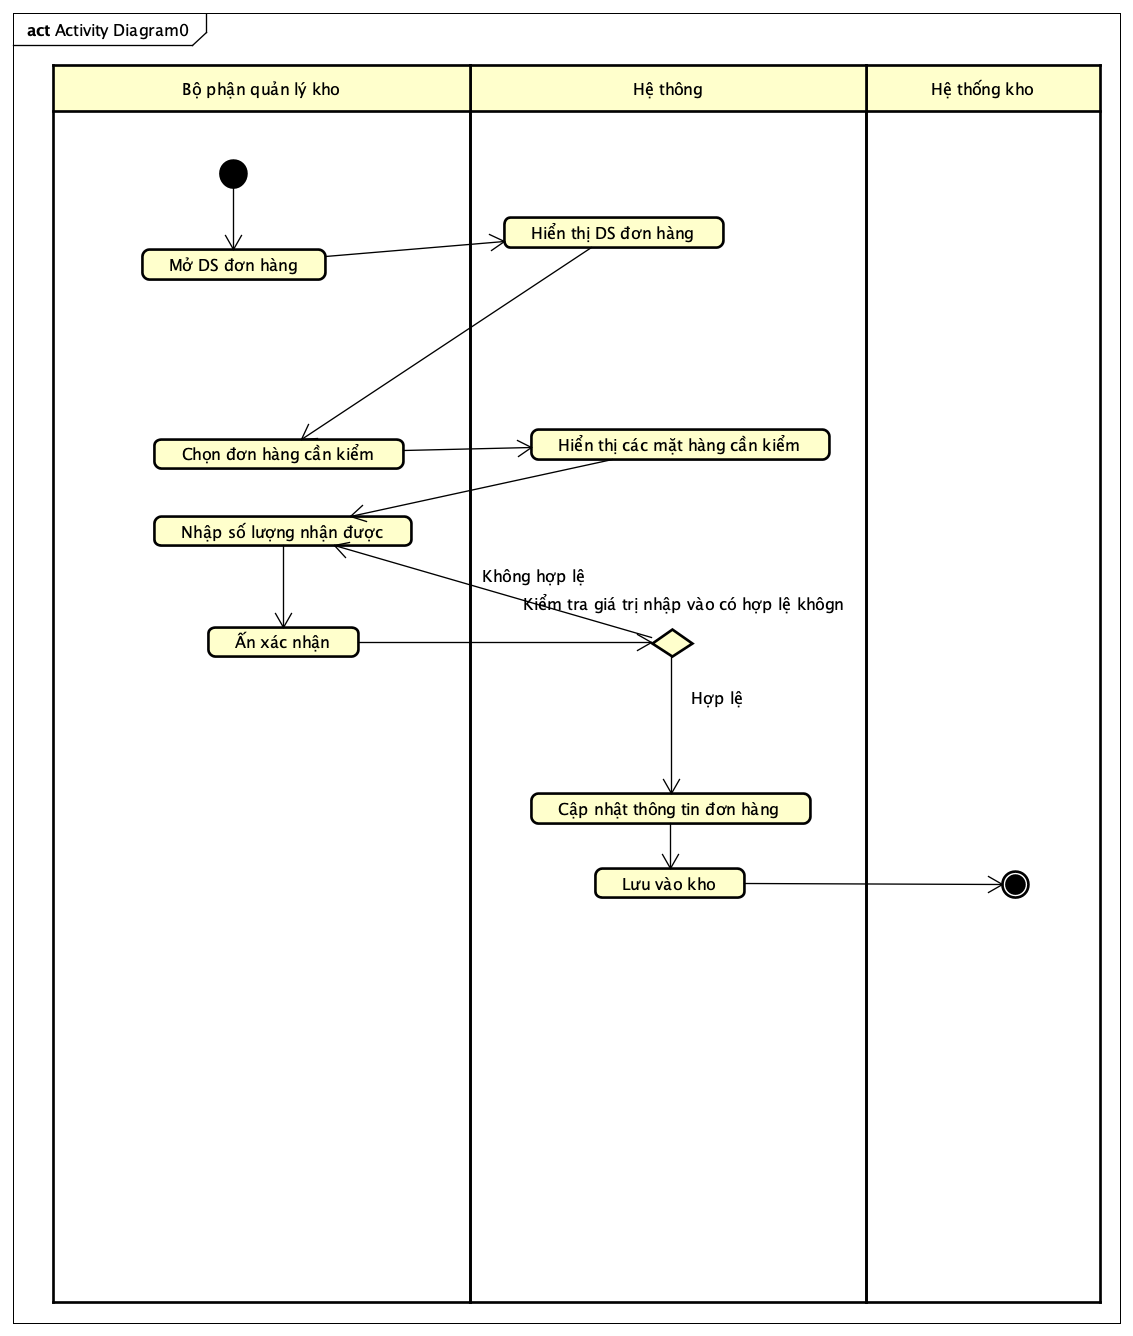 act Activity Diagram0
Bộ phận quản lý kho
Hệ thông
Hệ thống kho
Hiển thị DS đơn hàng
Mở DS đơn hàng
Hiển thị các mặt hàng cần kiểm
Chọn đơn hàng cần kiểm
Nhập số lượng nhận được
Không hợp lệ
Kiểm tra giá trị nhập vào có hợp lệ khôgn
Ấn xác nhận
Hợp lệ
Cập nhật thông tin đơn hàng
Lưu vào kho